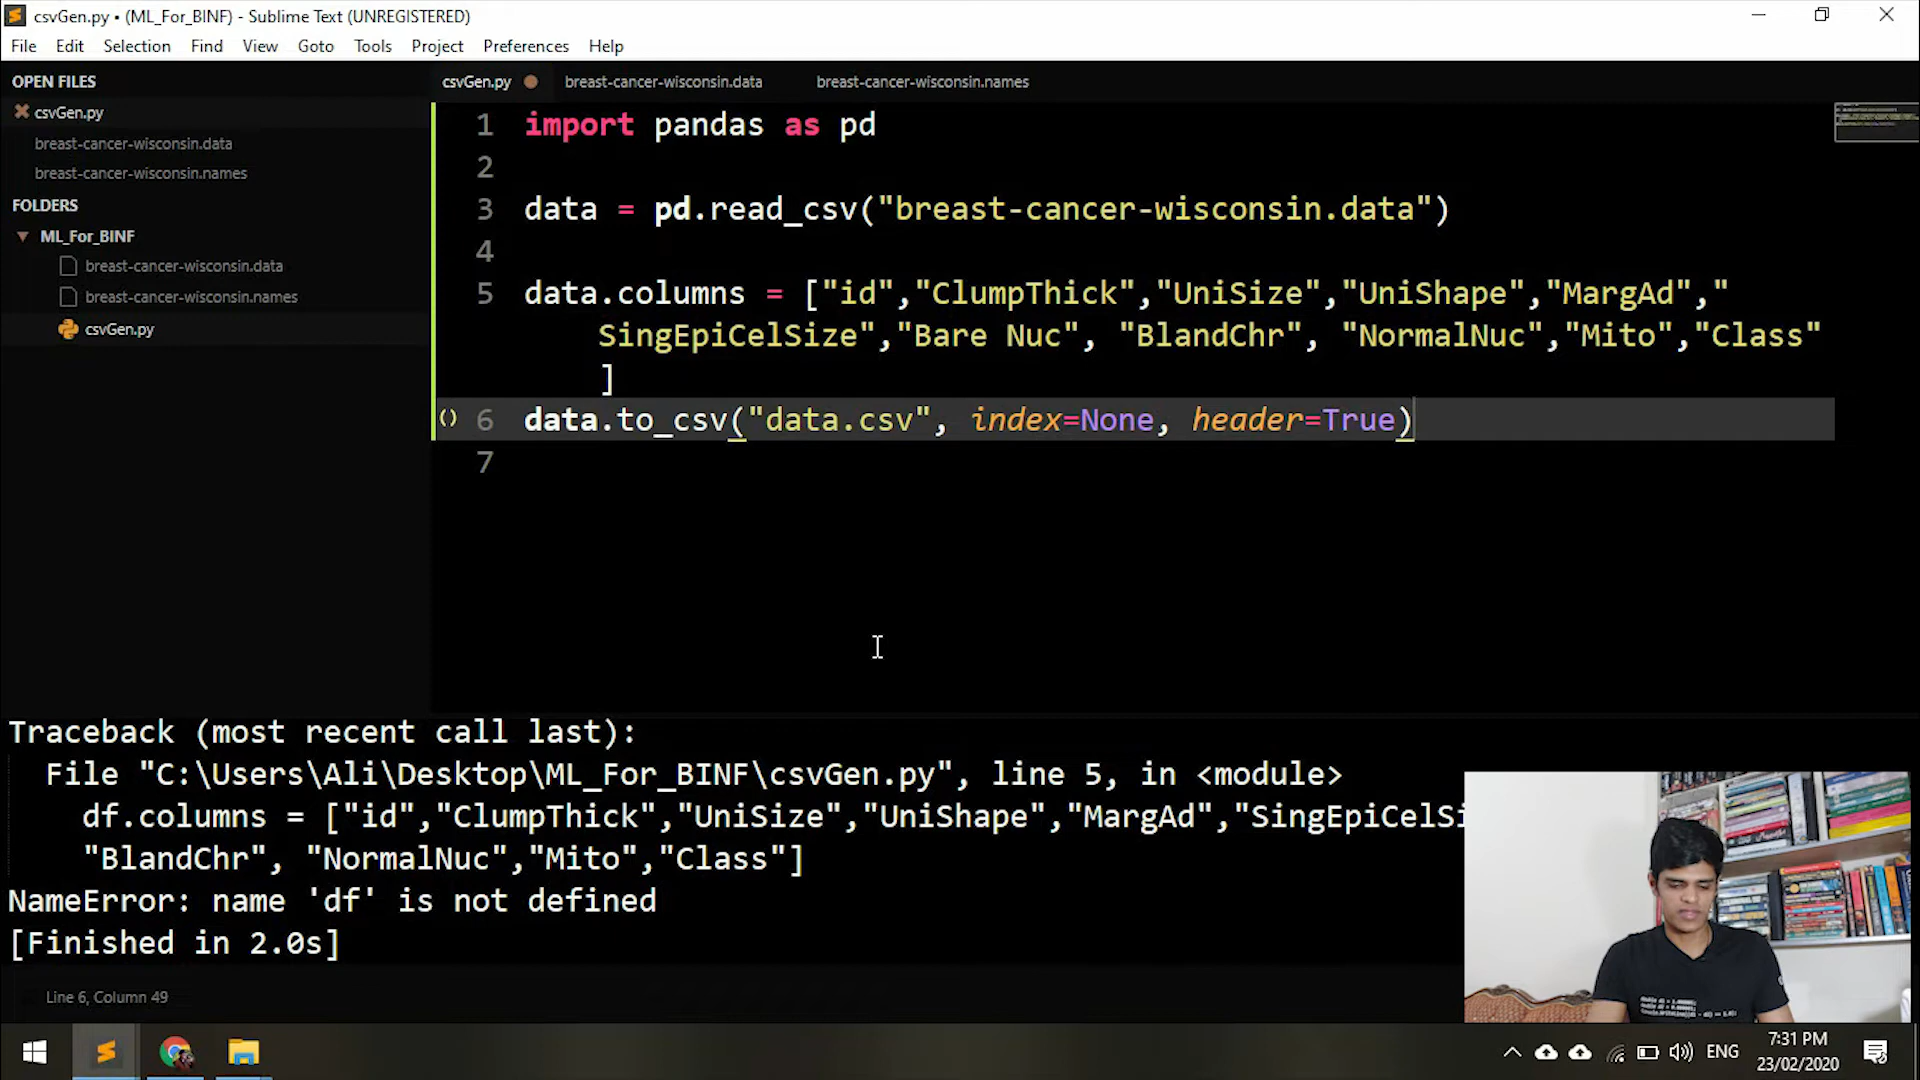 csvGen.py • (ML_For_BINF) - Sublime Text (UNREGISTERED)
File Edit Selection Find View Goto Tools Project Preferences Help
OPEN FILES
csvGen.py
breast-cancer-wisconsin.data
breast-cancer-wisconsin.names
FOLDERS
ML_For_BINF
breast-cancer-wisconsin.data
breast-cancer-wisconsin.names
csvGen.py
csvGen.py breast-cancer-wisconsin.data breast-cancer-wisconsin.names
1 import pandas as pd
2
3 data = pd.read_csv("breast-cancer-wisconsin.data")
4
5 data.columns = ["id","ClumpThick","UniSize","UniShape","MargAd","
SingEpiCelSize","Bare Nuc", "BlandChr", "NormalNuc","Mito","Class"
]
() 6 data.to_csv("data.csv", index=None, header=True)
7
Traceback (most recent call last):
File "C:\Users\Ali\Desktop\ML_For_BINF\csvGen.py", line 5, in <module>
df.columns = ["id","ClumpThick","UniSize","UniShape","MargAd","SingEpiCelSi
"BlandChr", "NormalNuc","Mito","Class"]
NameError: name 'df' is not defined
[Finished in 2.0s]
Line 6, Column 49
ENG
7:31 PM
23/02/2020